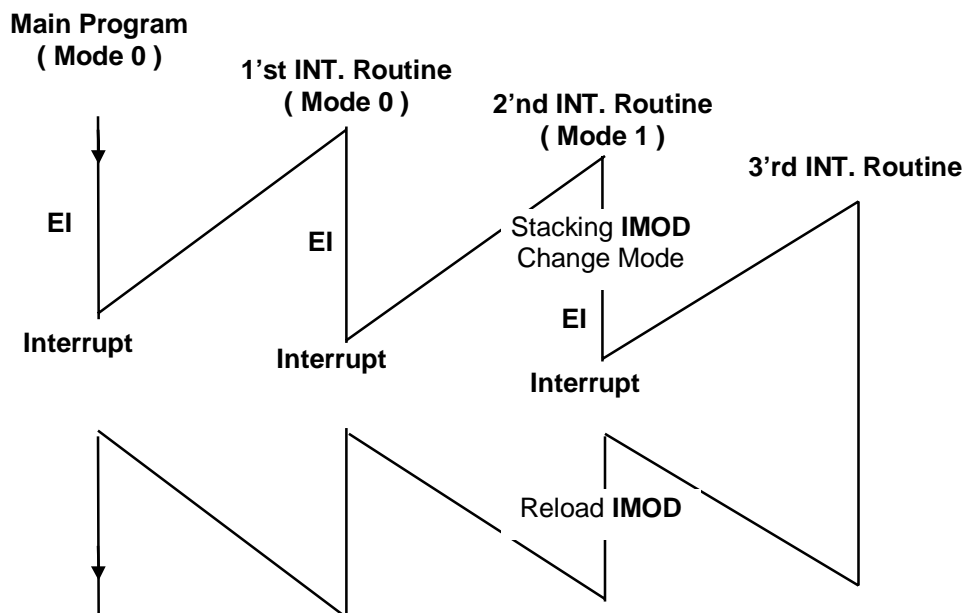 Main Program
( Mode 0 )
1'st INT. Routine
( Mode 0 )
2'nd INT. Routine
( Mode 1 )
3'rd INT. Routine
EI
EI
Stacking IMOD
Change Mode
EI
Interrupt
Interrupt
Interrupt
Reload IMOD